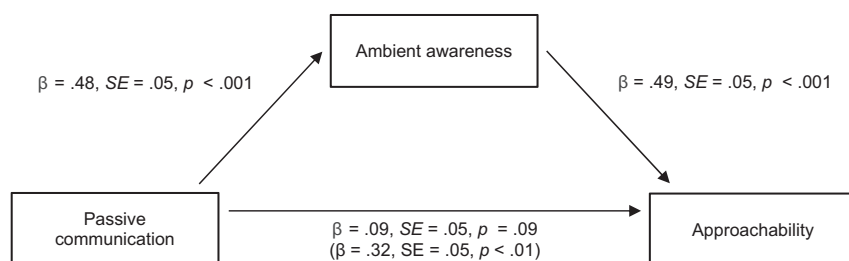 Ambient awareness
β = .48, SE = .05, p < .001
β = .49, SE = .05, p < .001
Passive
communication
β = .09, SE = .05, p = .09
(β = .32, SE = .05, p < .01)
Approachability